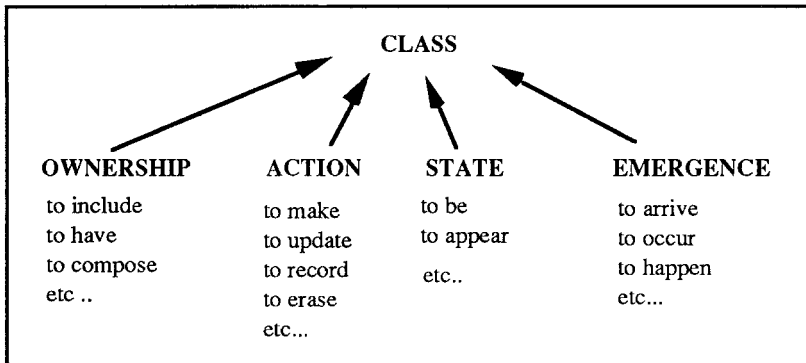 CLASS
OWNERSHIP
to include
to have
to compose
etc ..
ACTION
to make
to update
to record
to erase
etc...
STATE
to be
to appear
etc..
EMERGENCE
to arrive
to occur
to happen
etc...